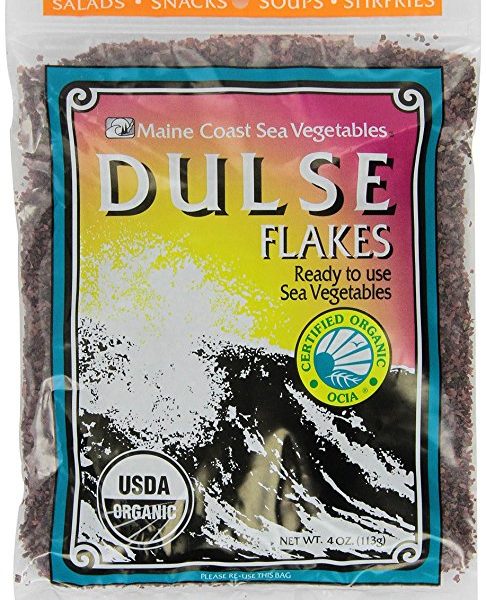 SALADS • SNACKS • SOUPS • STIRFRIES
Maine Coast Sea Vegetables
DULSE
FLAKES
Ready to use
Sea Vegetables
CERTIFIED ORGANIC
• OCIA ® •
USDA
ORGANIC
NET WT. 4 OZ. (113g)
PLEASE RE-USE THIS BAG